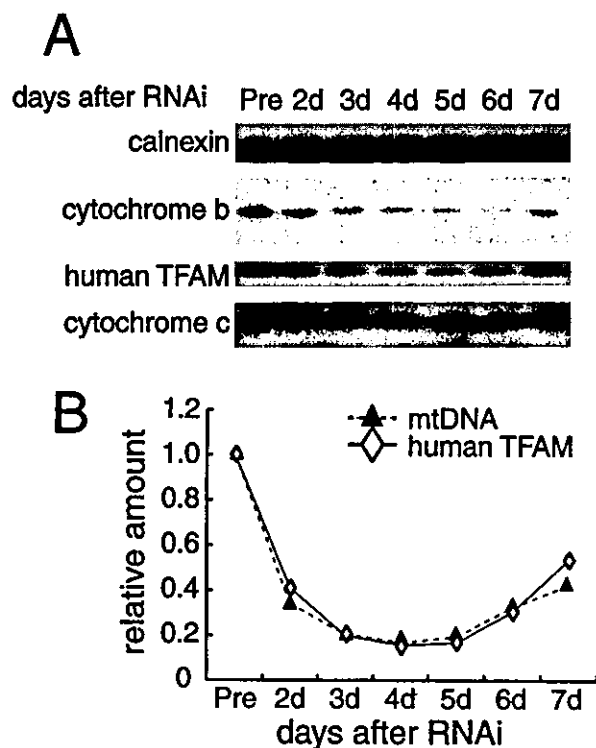 A
days after RNAi Pre 2d 3d 4d 5d 6d 7d
calnexin
cytochrome b
human TFAM
cytochrome c
B
mtDNA
human TFAM
relative amount
1.2
1.0
0.8
0.6
0.4
0.2
0
Pre 2d 3d 4d 5d 6d 7d
days after RNAi